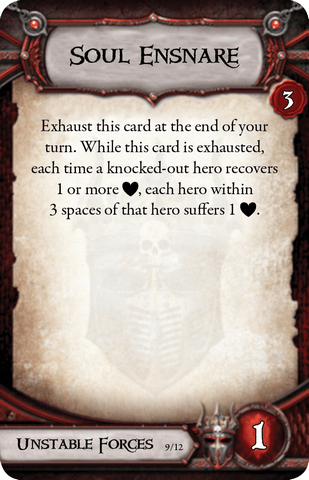 Soul Ensnare
3
Exhaust this card at the end of your
turn. While this card is exhausted,
each time a knocked-out hero recovers
1 or more ♥, each hero within
3 spaces of that hero suffers 1 ♥.
Unstable Forces 9/12
1